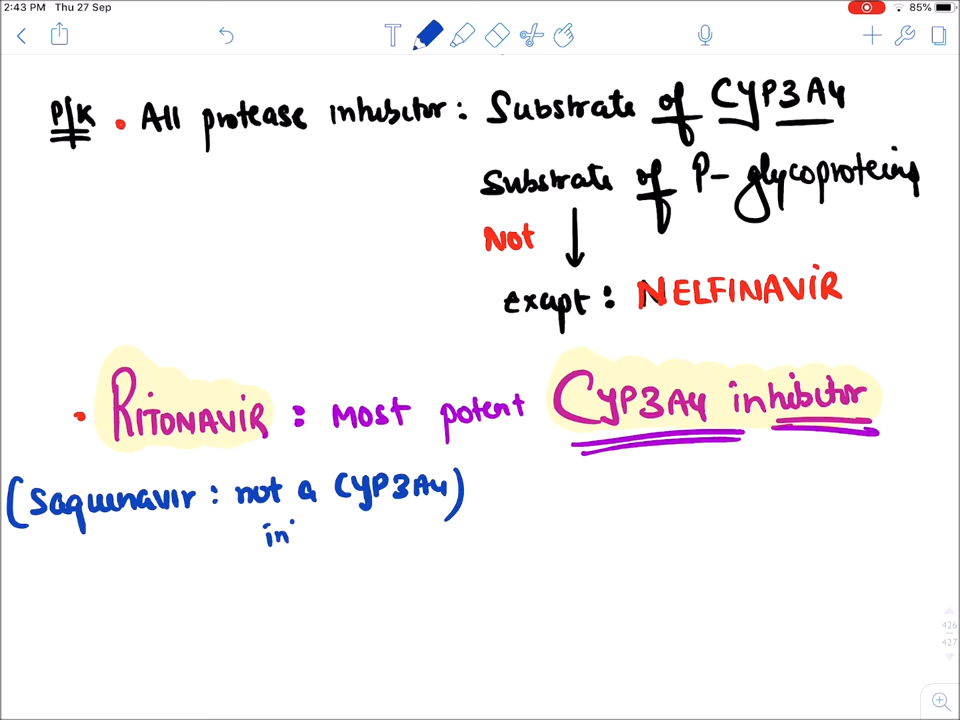 2:43 PM Thu 27 Sep
85%
P/K • All protease inhibitor : Substrate of CYP3A4
Substrate of P-glycoproteins
Not
exapt : NELFINAVIR
• RITONAVIR : MOST potent CYP3A4 inhibitor
(Saquinavir : not a CYP3A4)
in
426
427